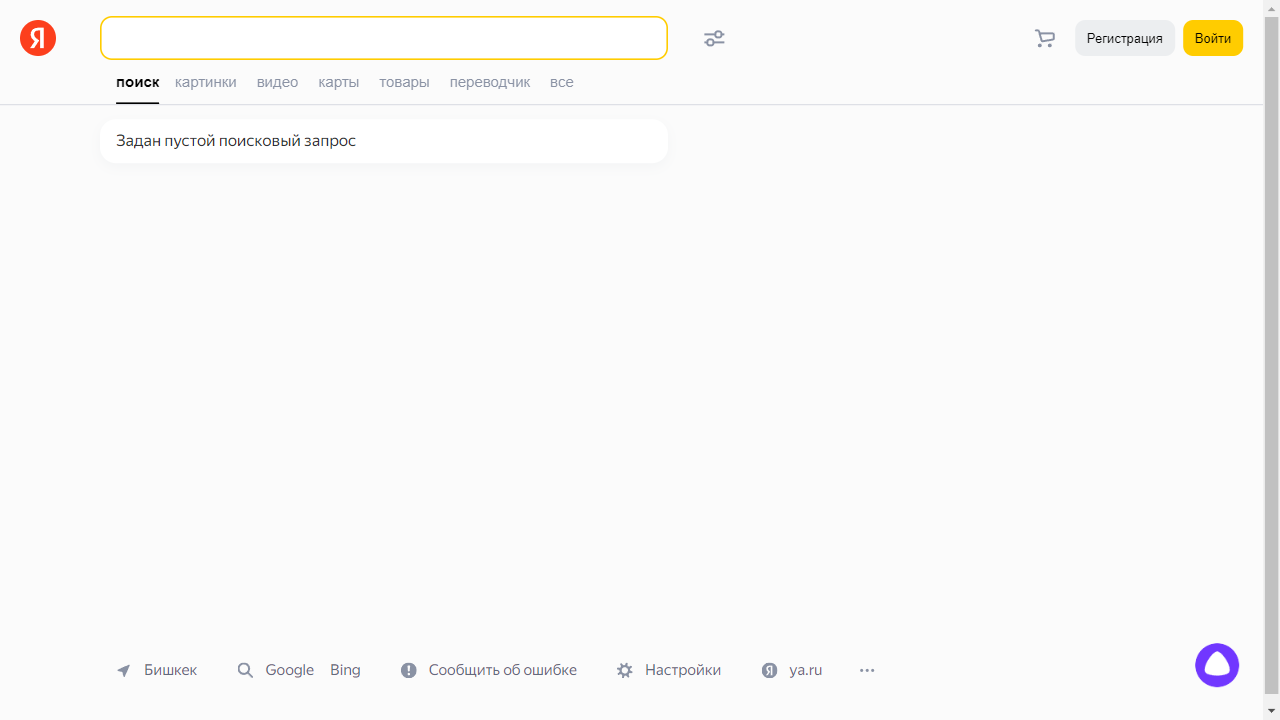 Я
Регистрация
Войти
поиск
картинки
видео
карты
товары
переводчик
все
Задан пустой поисковый запрос
Бишкек
Google
Bing
Сообщить об ошибке
Настройки
Я
ya.ru